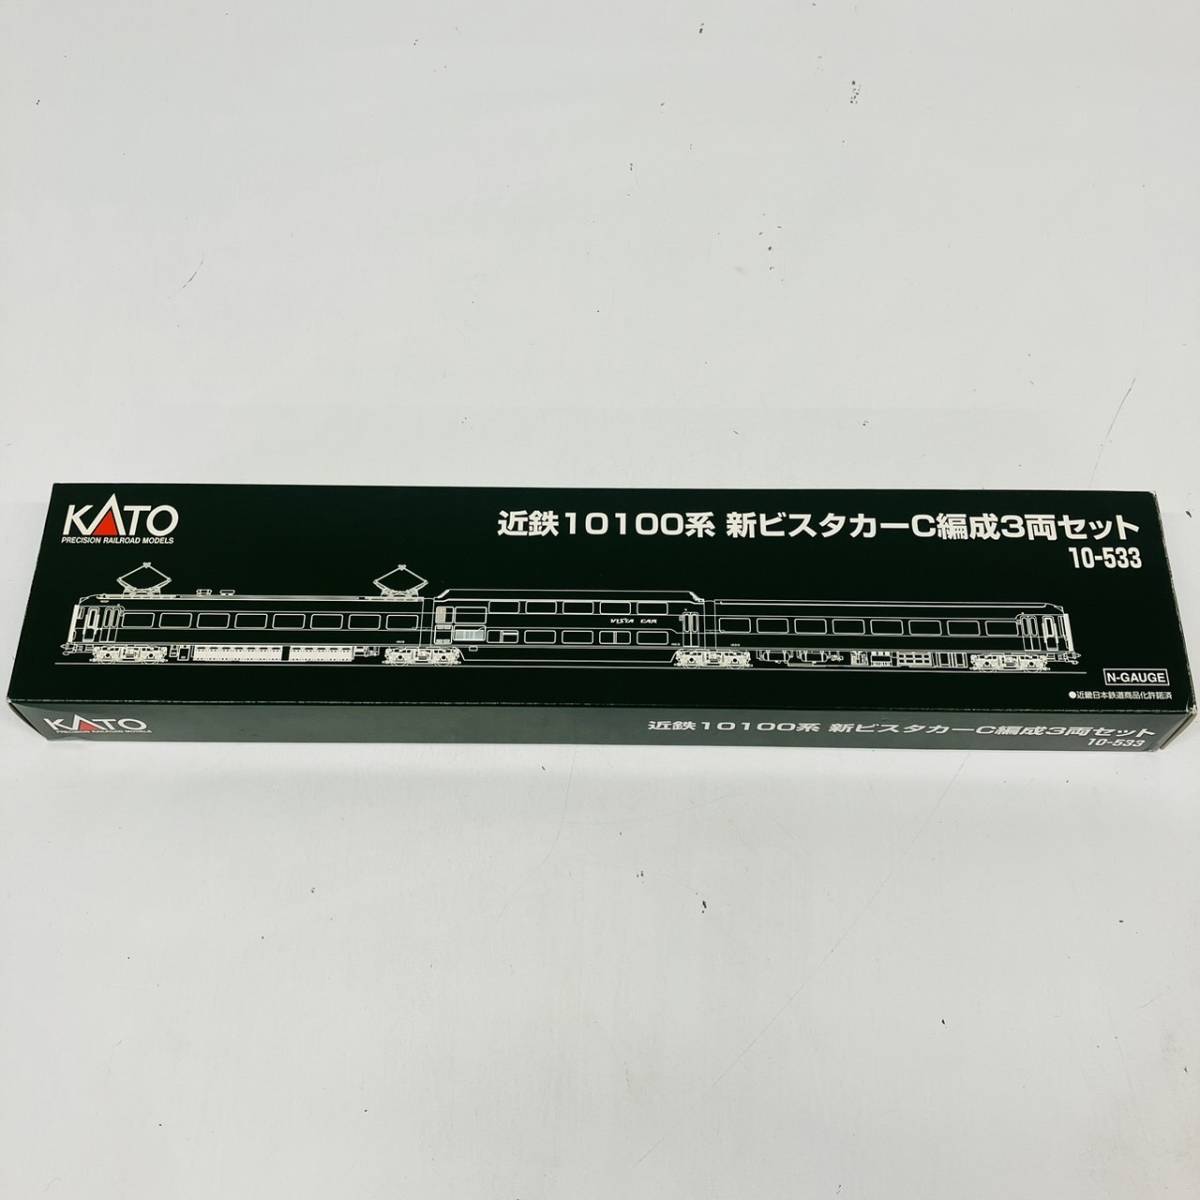 KATO
PRECISION RAILROAD MODELS
近鉄10100系 新ビスタカーC編成3両セット
10-533
VISTA CAR
N-GAUGE
●近畿日本鉄道商品化許諾済
KATO
PRECISION RAILROAD MODELS
近鉄10100系 新ビスタカーC編成3両セット
10-533